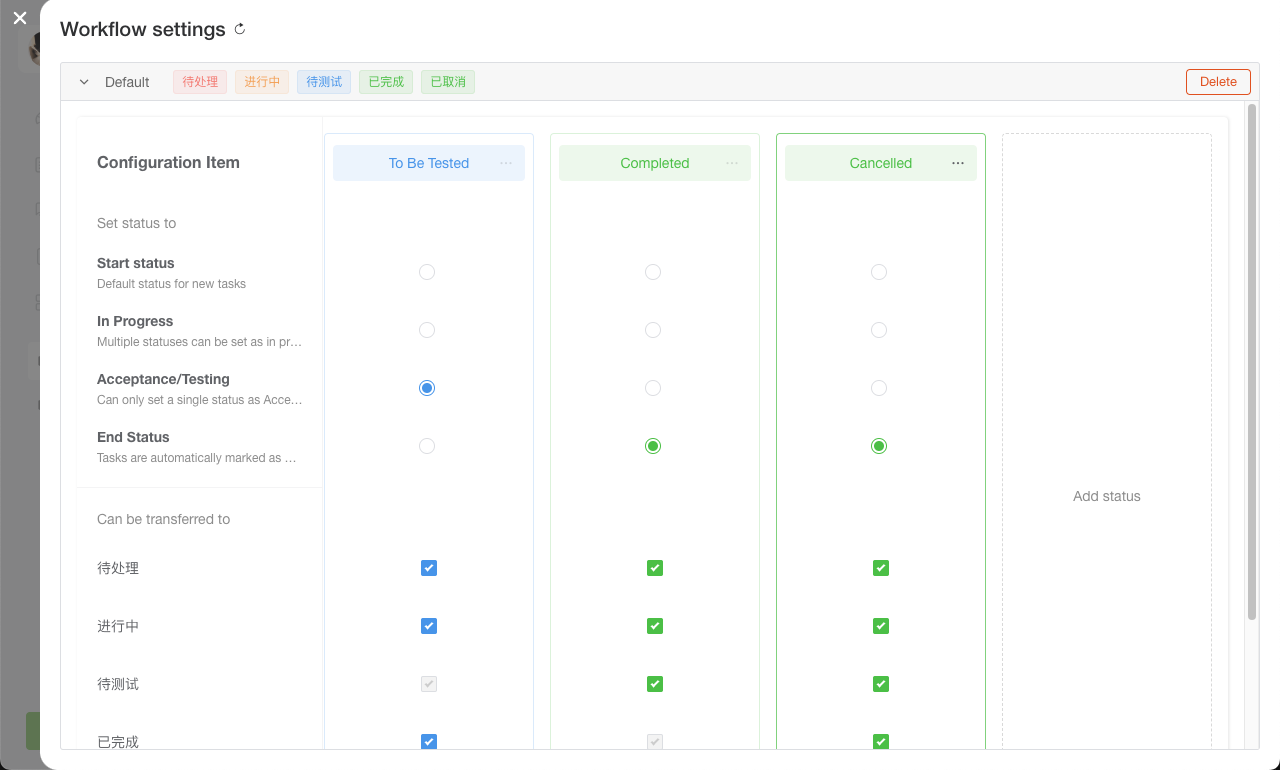 Workflow settings
Default 待处理 进行中 待测试 已完成 已取消 Delete
Configuration Item To Be Tested Completed Cancelled
Set status to
Start status
Default status for new tasks
In Progress
Multiple statuses can be set as in pr…
Acceptance/Testing
Can only set a single status as Acce…
End Status
Tasks are automatically marked as …
Add status
Can be transferred to
待处理
进行中
待测试
已完成